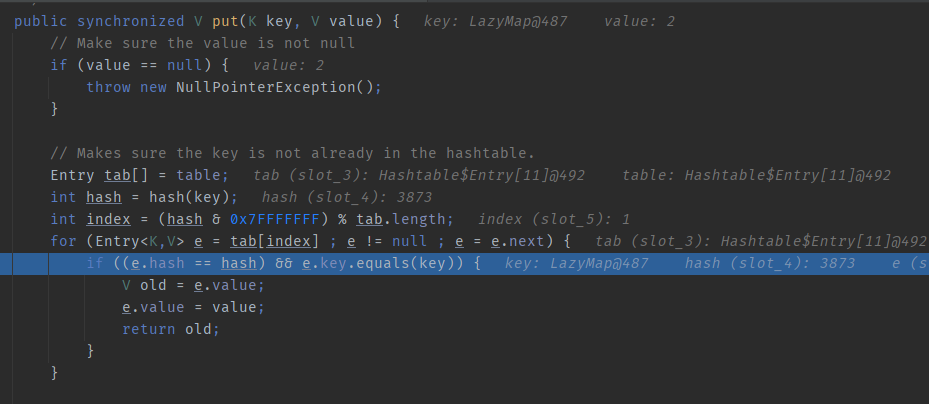 public synchronized V put(K key, V value) {   key: LazyMap@487     value: 2
    // Make sure the value is not null
    if (value == null) {   value: 2
        throw new NullPointerException();
    }
    // Makes sure the key is not already in the hashtable.
    Entry tab[] = table;   tab (slot_3): Hashtable$Entry[11]@492     table: Hashtable$Entry[11]@492
    int hash = hash(key);   hash (slot_4): 3873
    int index = (hash & 0x7FFFFFFF) % tab.length;   index (slot_5): 1
    for (Entry<K,V> e = tab[index] ; e != null ; e = e.next) {   tab (slot_3): Hashtable$Entry[11]@492
        if ((e.hash == hash) && e.key.equals(key)) {   key: LazyMap@487     hash (slot_4): 3873     e (s
            V old = e.value;
            e.value = value;
            return old;
        }
    }